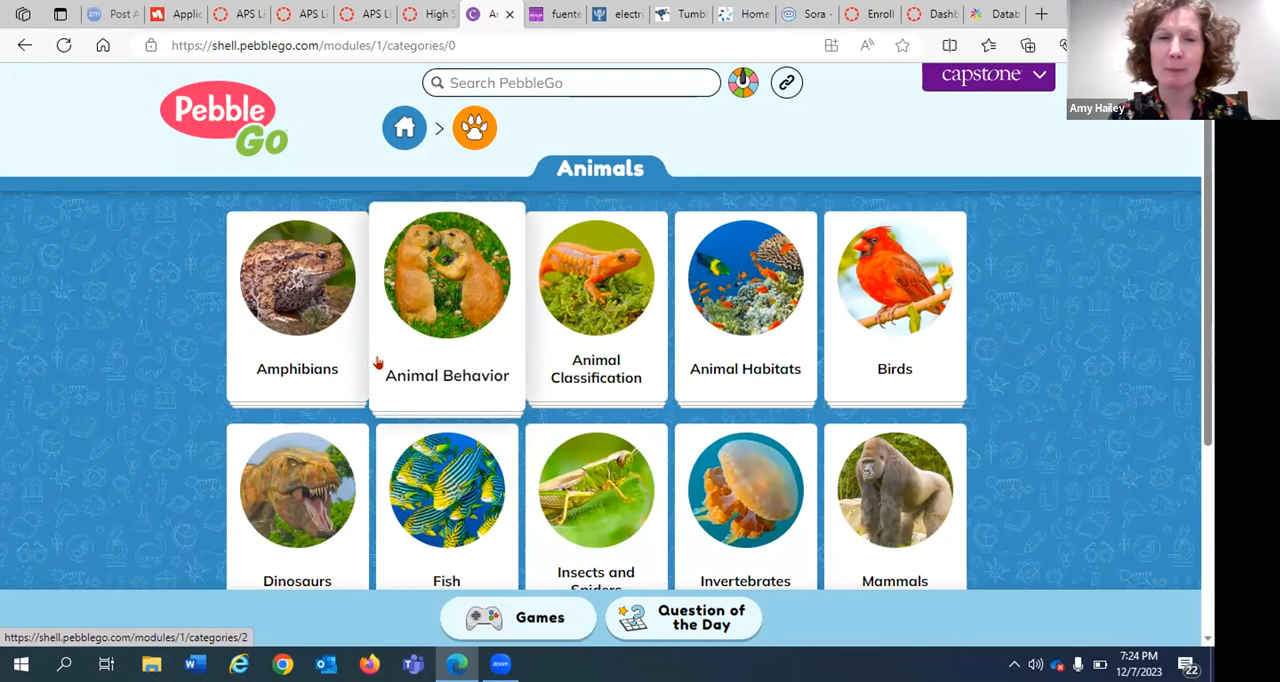 Post A
Applic
APS Li
APS Li
APS Li
High S
A
fuente
electri
Tumb
Home
Sora -
Enroll
Dashb
Datab
https://shell.pebblego.com/modules/1/categories/0
Pebble
Go
Search PebbleGo
capstone
Amy Hailey
Animals
Amphibians
Animal Behavior
Animal
Classification
Animal Habitats
Birds
Dinosaurs
Fish
Insects and
Spiders
Invertebrates
Mammals
Games
Question of
the Day
https://shell.pebblego.com/modules/1/categories/2
7:24 PM
12/7/2023
22